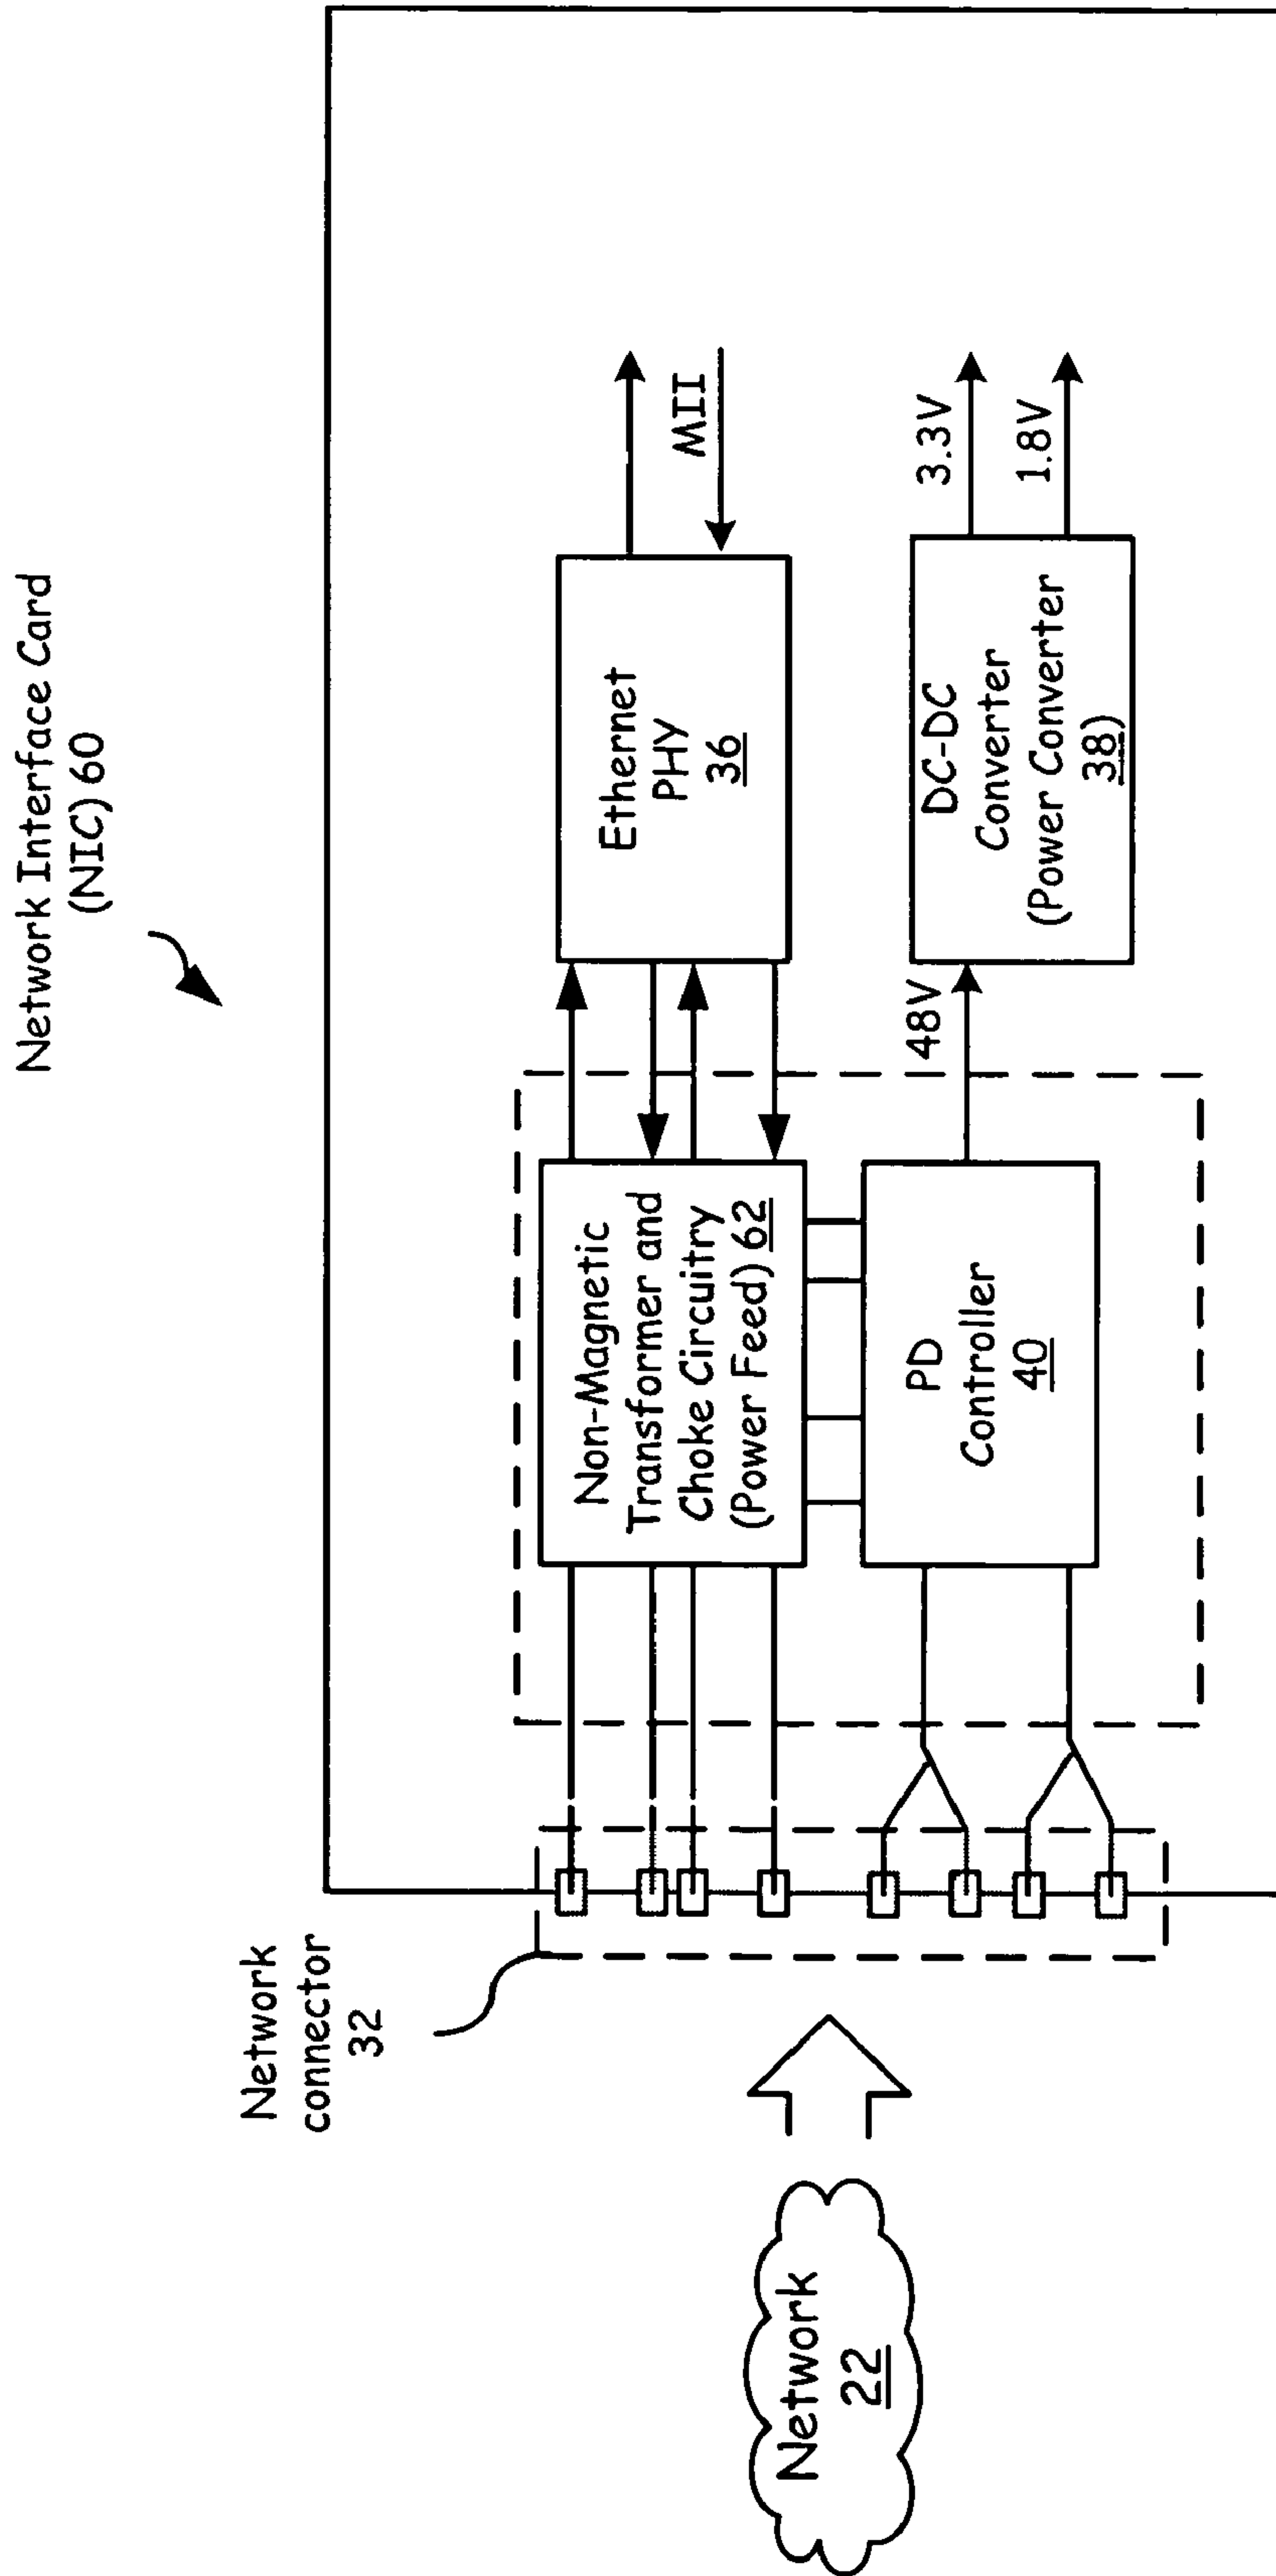 Network Interface Card
(NIC) 60
Network
connector
32
Network
22
Non-Magnetic
Transformer and
Choke Circuitry
(Power Feed) 62
PD
Controller
40
Ethernet
PHY
36
MII
48V
DC-DC
Converter
(Power Converter
38)
3.3V
1.8V